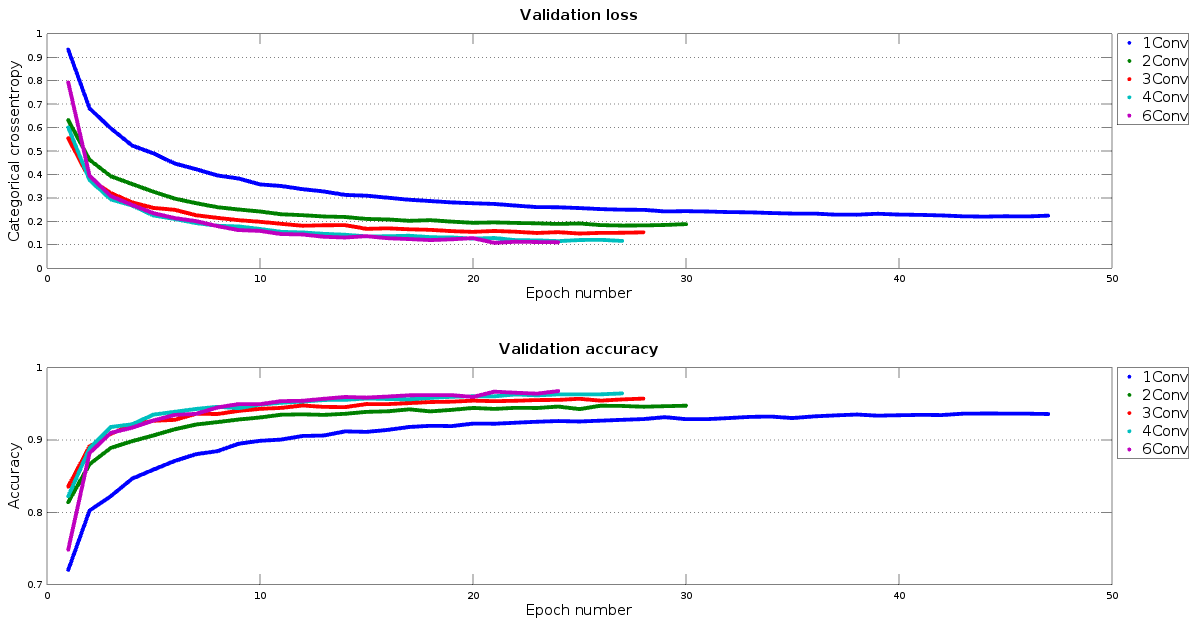 Validation loss
Categorical crossentropy
1
0.9
0.8
0.7
0.6
0.5
0.4
0.3
0.2
0.1
0
0 10 20 30 40 50
Epoch number
1Conv
2Conv
3Conv
4Conv
6Conv
Validation accuracy
Accuracy
1
0.9
0.8
0.7
0 10 20 30 40 50
Epoch number
1Conv
2Conv
3Conv
4Conv
6Conv